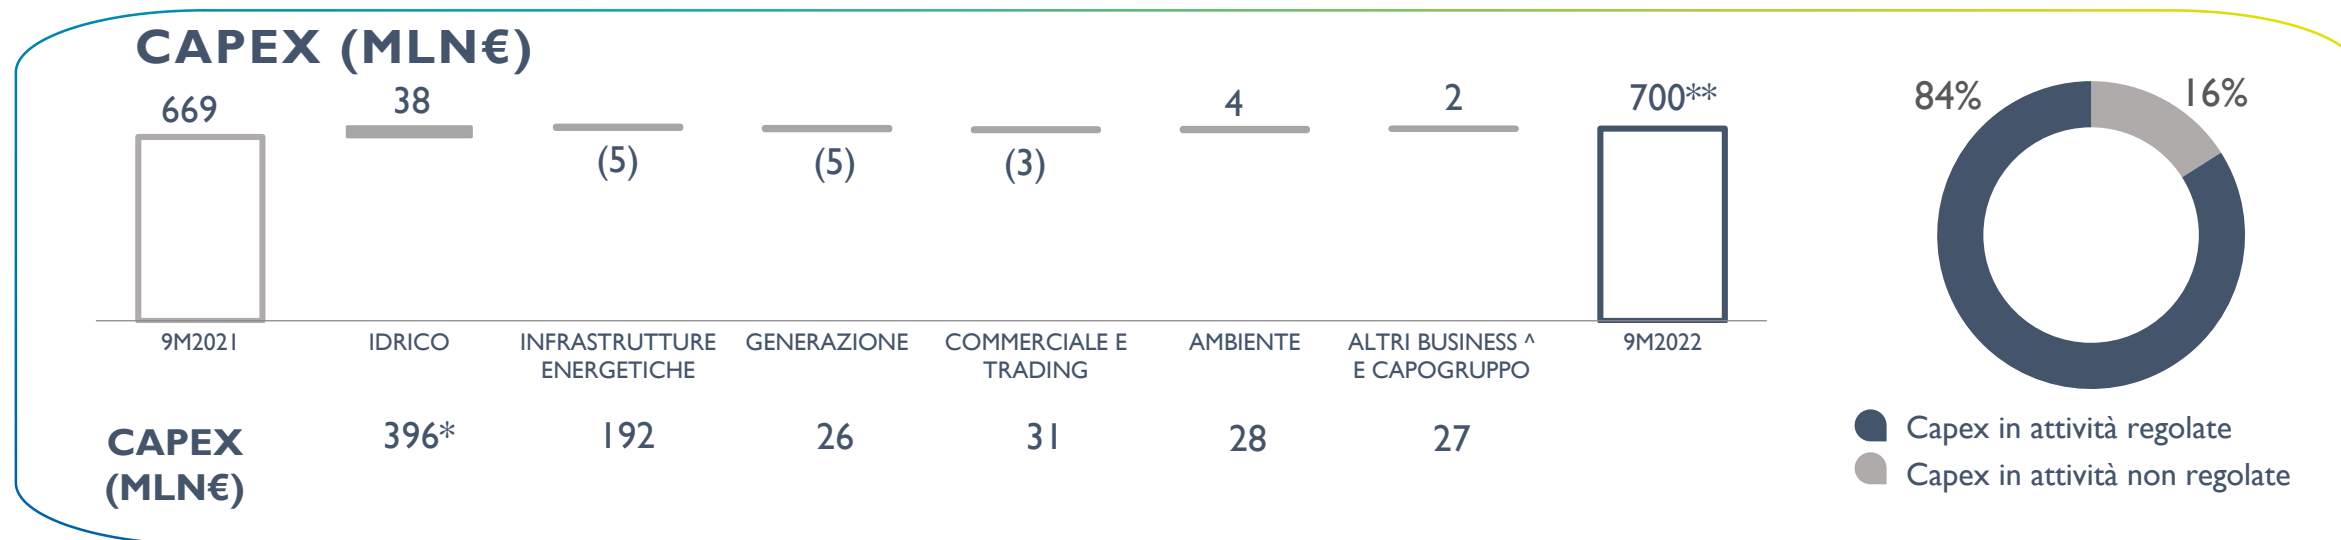 CAPEX (MLN€)
669
38
(5)
(5)
(3)
4
2
700**
9M2021
IDRICO
INFRASTRUTTURE
ENERGETICHE
GENERAZIONE
COMMERCIALE E
TRADING
AMBIENTE
ALTRI BUSINESS ^
E CAPOGRUPPO
9M2022
CAPEX
(MLN€)
396*
192
26
31
28
27
84%
16%
Capex in attività regolate
Capex in attività non regolate